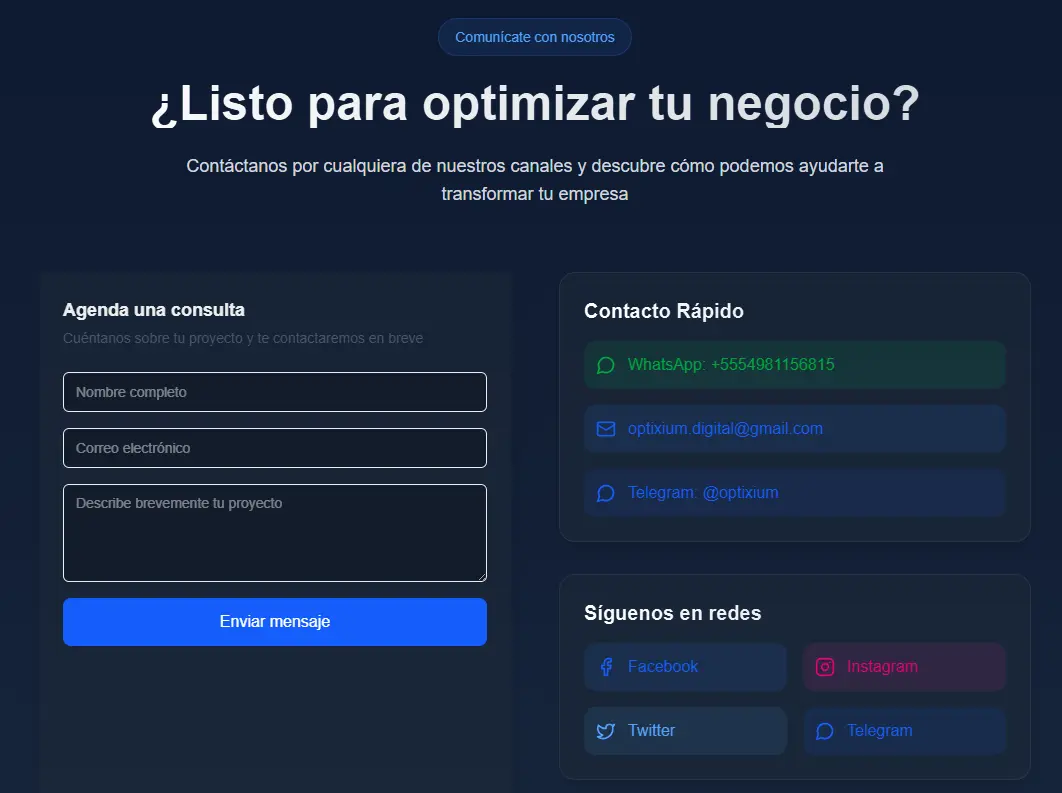 Comunícate con nosotros
¿Listo para optimizar tu negocio?
Contáctanos por cualquiera de nuestros canales y descubre cómo podemos ayudarte a
transformar tu empresa
Agenda una consulta
Cuéntanos sobre tu proyecto y te contactaremos en breve
Nombre completo
Correo electrónico
Describe brevemente tu proyecto
Enviar mensaje
Contacto Rápido
WhatsApp: +5554981156815
optixium.digital@gmail.com
Telegram: @optixium
Síguenos en redes
Facebook
Instagram
Twitter
Telegram